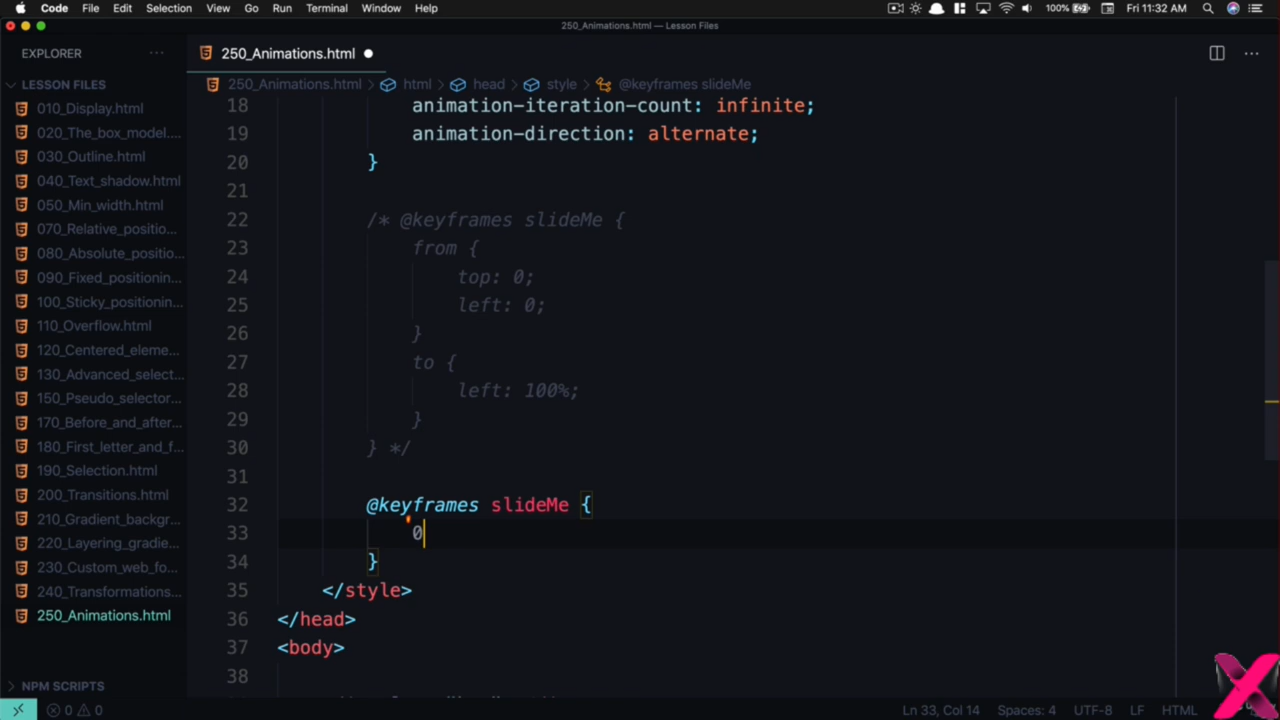 Code File Edit Selection View Go Run Terminal Window Help 100% Fri 11:32 AM
250_Animations.html — Lesson Files
EXPLORER ···
LESSON FILES
010_Display.html
020_The_box_model....
030_Outline.html
040_Text_shadow.html
050_Min_width.html
070_Relative_positio...
080_Absolute_positio...
090_Fixed_positionin...
100_Sticky_positionin...
110_Overflow.html
120_Centered_eleme...
130_Advanced_select...
150_Pseudo_selector...
170_Before_and_after...
180_First_letter_and_f...
190_Selection.html
200_Transitions.html
210_Gradient_backgr...
220_Layering_gradie...
230_Custom_web_fo...
240_Transformations...
250_Animations.html
NPM SCRIPTS
250_Animations.html ●
250_Animations.html > html > head > style > @keyframes slideMe
18 animation-iteration-count: infinite;
19 animation-direction: alternate;
20 }
21
22 /* @keyframes slideMe {
23 from {
24 top: 0;
25 left: 0;
26 }
27 to {
28 left: 100%;
29 }
30 } */
31
32 @keyframes slideMe {
33 0
34 }
35 </style>
36 </head>
37 <body>
38
0 0 Ln 33, Col 14 Spaces: 4 UTF-8 LF HTML